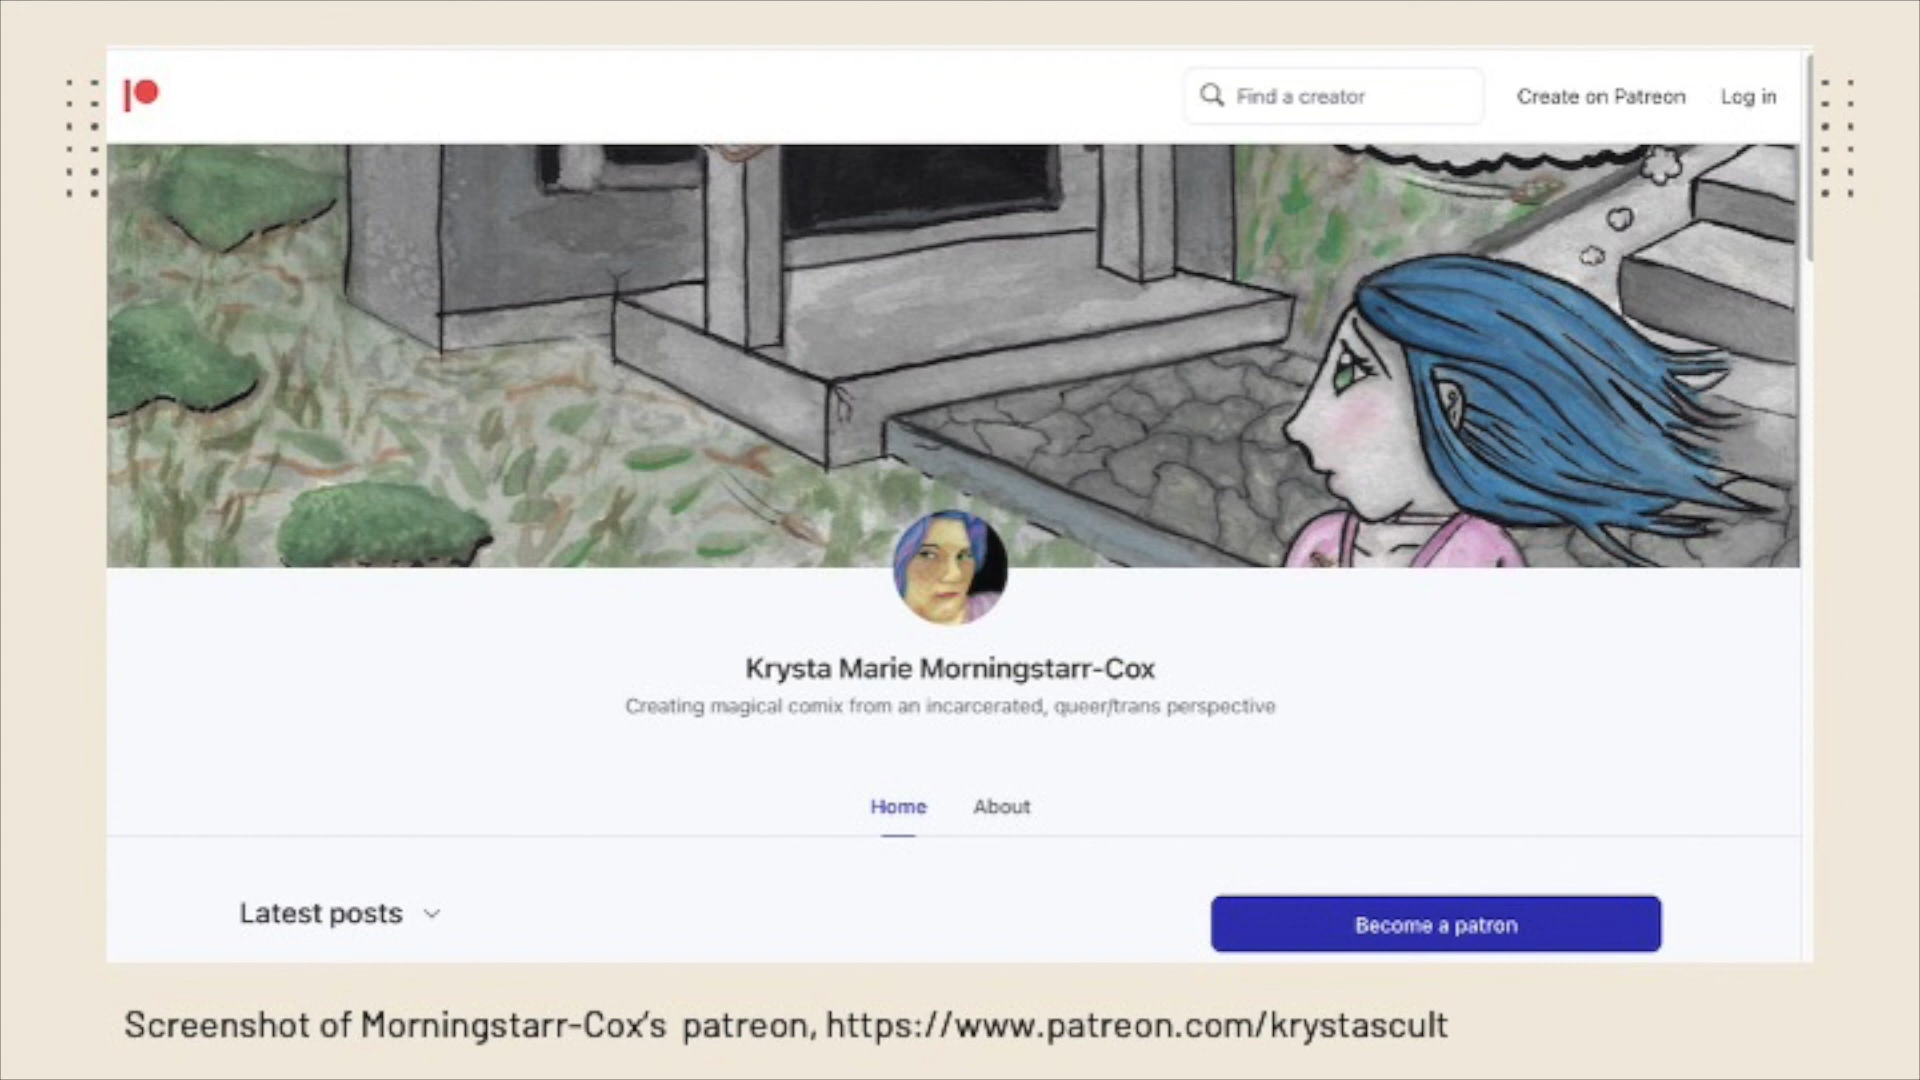 Find a creator
Create on Patreon
Log in
Krysta Marie Morningstarr-Cox
Creating magical comix from an incarcerated, queer/trans perspective
Home
About
Latest posts
Become a patron
Screenshot of Morningstarr-Cox's patreon, https://www.patreon.com/krystascult